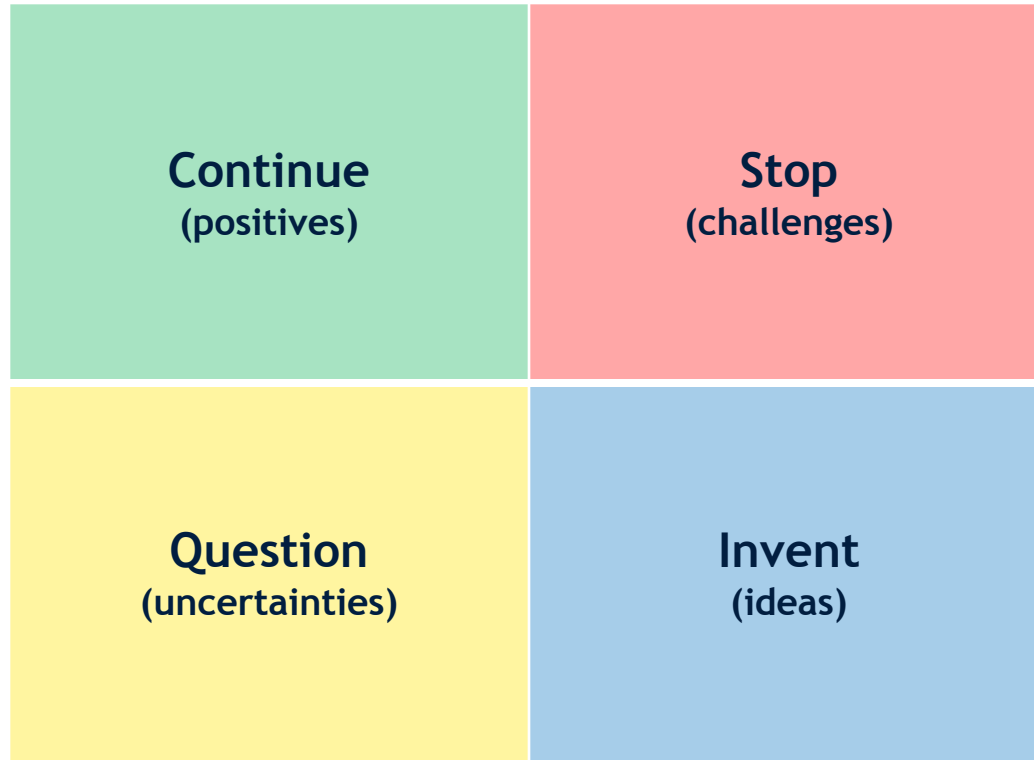 Continue
(positives)
Stop
(challenges)
Question
(uncertainties)
Invent
(ideas)